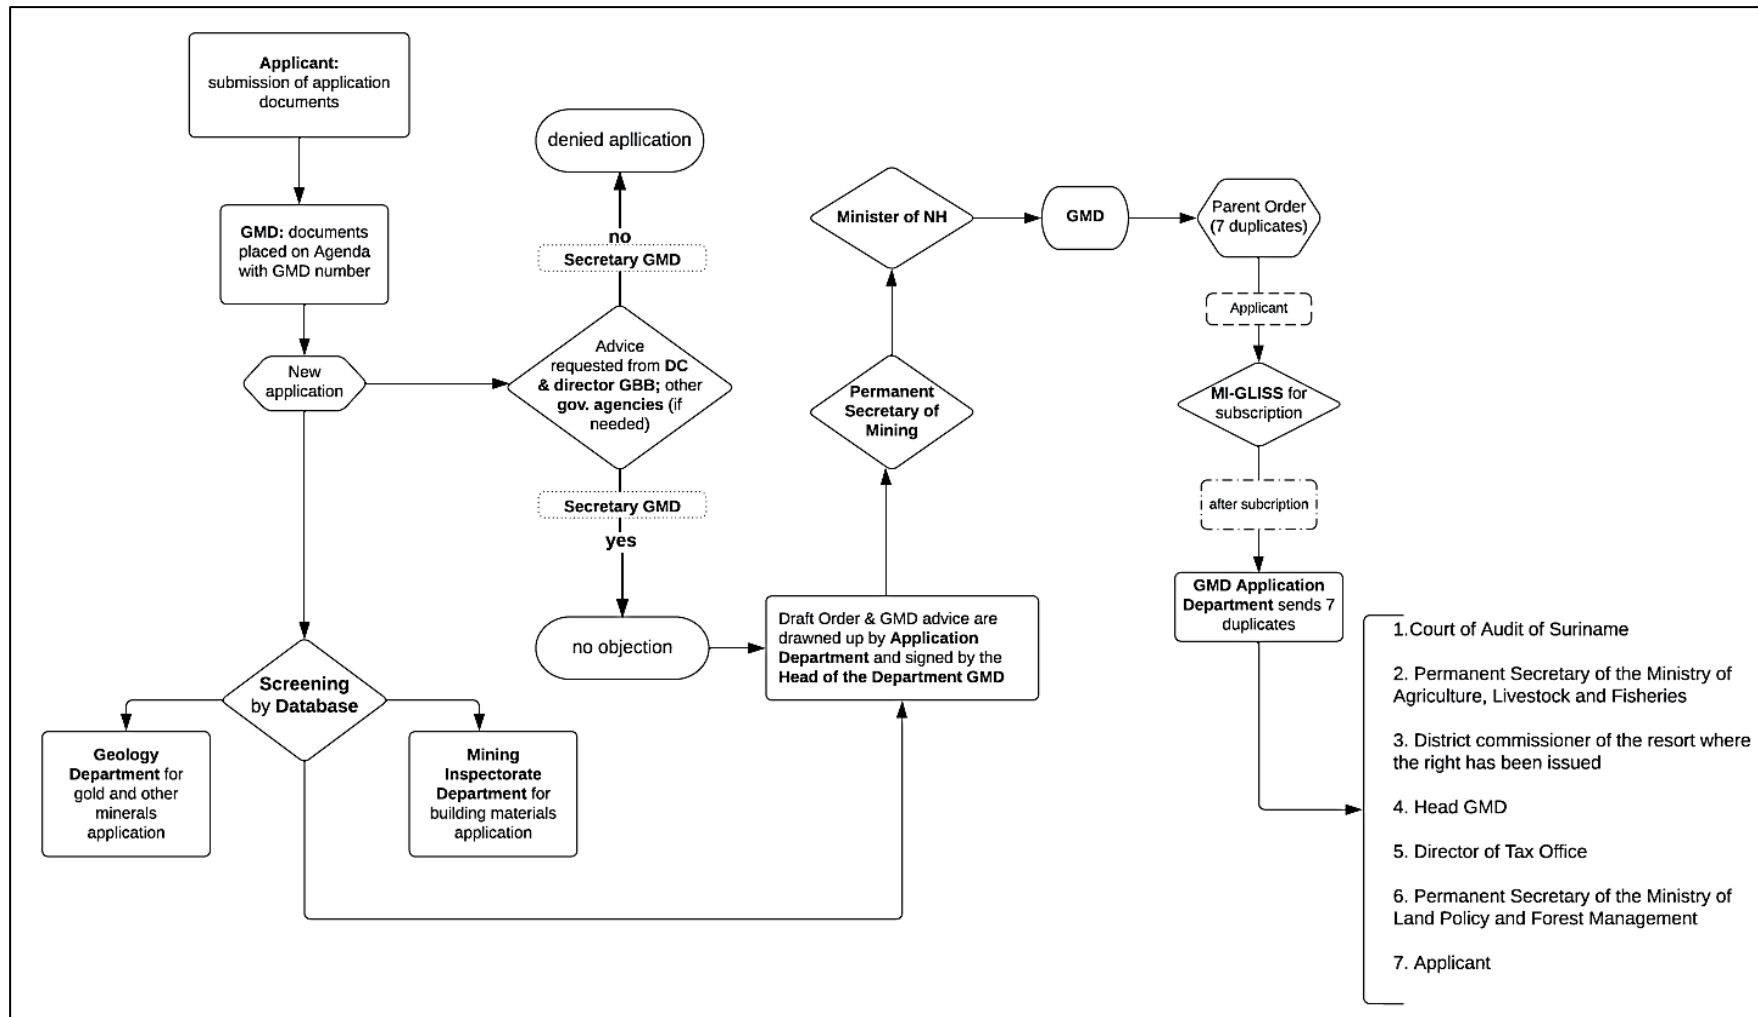 Applicant:
submission of application
documents
GMD: documents
placed on Agenda
with GMD number
New
application
denied apllication
no
Secretary GMD
Advice
requested from DC
& director GBB; other
gov. agencies (if
needed)
Secretary GMD
yes
no objection
Screening
by Database
Geology
Department for
gold and other
minerals
application
Mining
Inspectorate
Department for
building materials
application
Draft Order & GMD advice are
drawned up by Application
Department and signed by the
Head of the Department GMD
Permanent
Secretary of
Mining
Minister of NH
GMD
Parent Order
(7 duplicates)
Applicant
MI-GLISS for
subscription
after subcription
GMD Application
Department sends 7
duplicates
1.Court of Audit of Suriname
2. Permanent Secretary of the Ministry of
Agriculture, Livestock and Fisheries
3. District commissioner of the resort where
the right has been issued
4. Head GMD
5. Director of Tax Office
6. Permanent Secretary of the Ministry of
Land Policy and Forest Management
7. Applicant